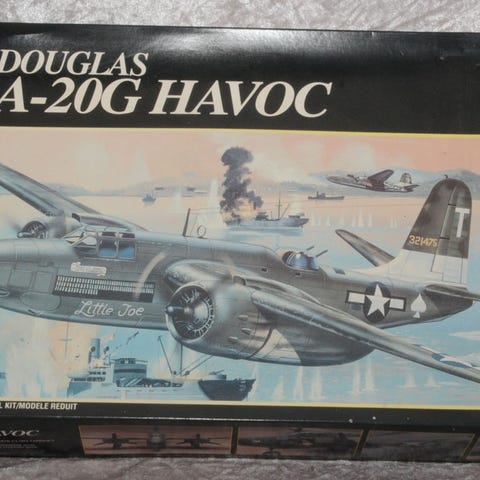 DOUGLAS
A-20G HAVOC
T
321475
Little Joe
KIT/MODELE REDUIT
VOC